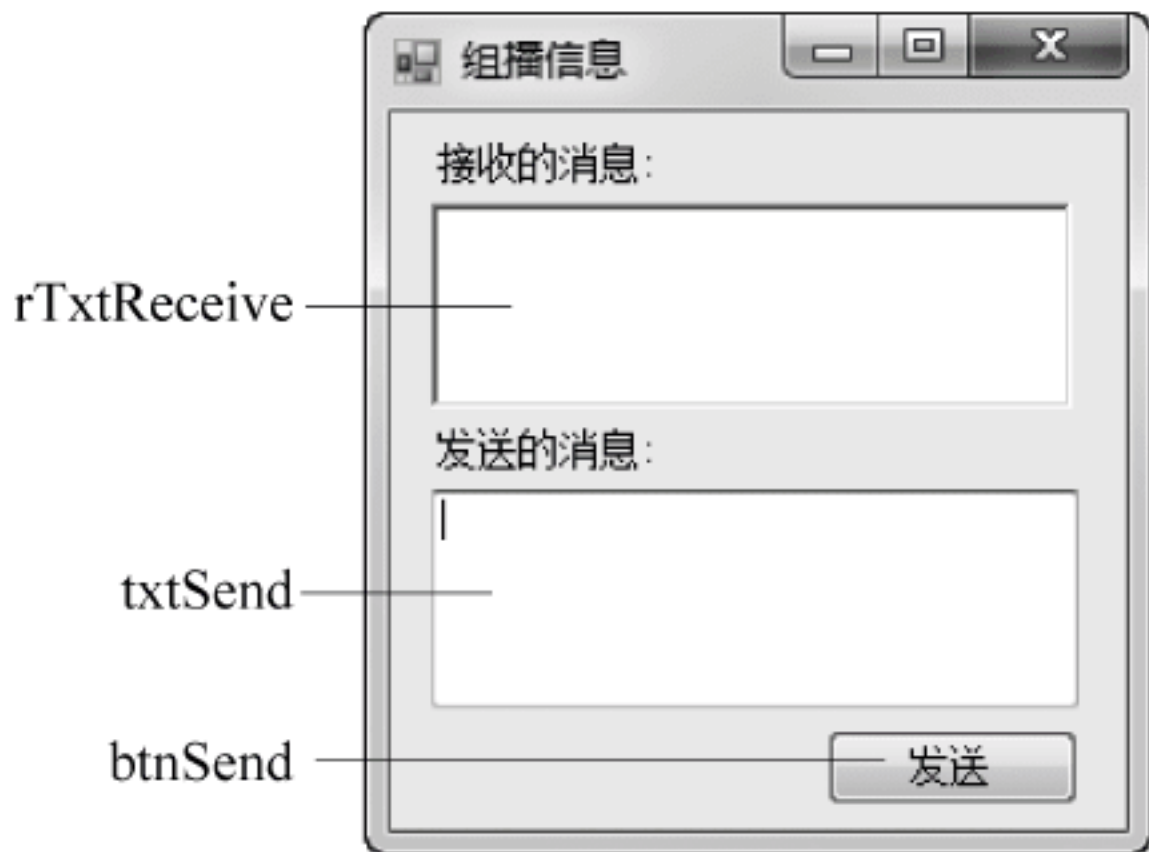 组播信息
接收的消息：
rTxtReceive
发送的消息：
txtSend
btnSend
发送